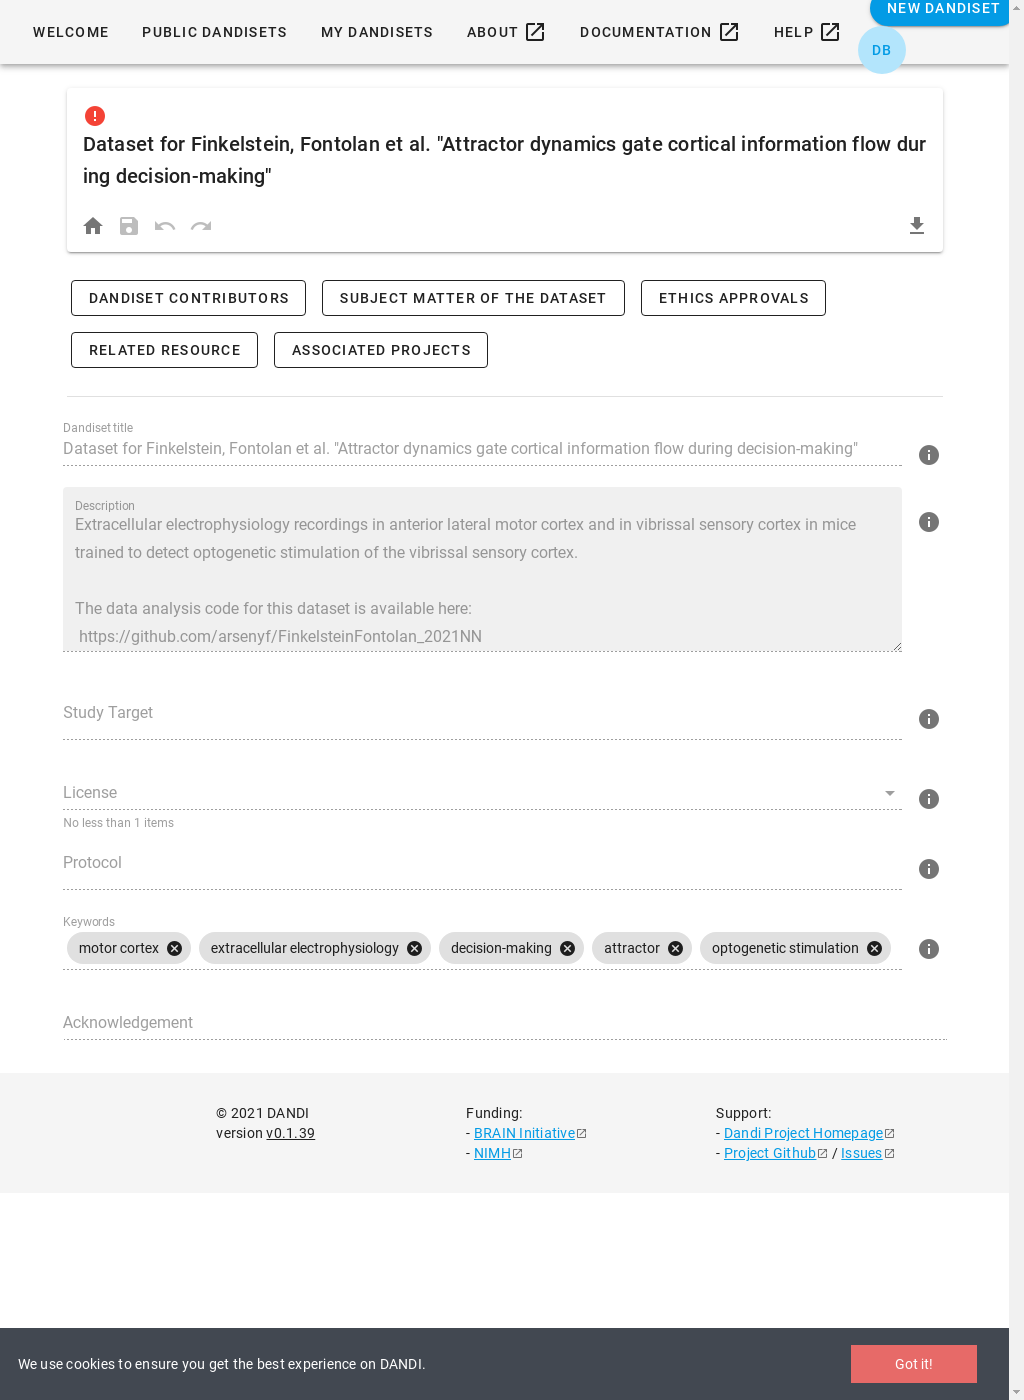 WELCOME PUBLIC DANDISETS MY DANDISETS ABOUT DOCUMENTATION HELP NEW DANDISET
DB
Dataset for Finkelstein, Fontolan et al. "Attractor dynamics gate cortical information flow dur
ing decision-making"
DANDISET CONTRIBUTORS SUBJECT MATTER OF THE DATASET ETHICS APPROVALS
RELATED RESOURCE ASSOCIATED PROJECTS
Dandiset title
Dataset for Finkelstein, Fontolan et al. "Attractor dynamics gate cortical information flow during decision-making"
Description
Extracellular electrophysiology recordings in anterior lateral motor cortex and in vibrissal sensory cortex in mice
trained to detect optogenetic stimulation of the vibrissal sensory cortex.
The data analysis code for this dataset is available here:
https://github.com/arsenyf/FinkelsteinFontolan_2021NN
Study Target
License
No less than 1 items
Protocol
Keywords
motor cortex extracellular electrophysiology decision-making attractor optogenetic stimulation
Acknowledgement
© 2021 DANDI
version v0.1.39
Funding:
- BRAIN Initiative
- NIMH
Support:
- Dandi Project Homepage
- Project Github / Issues
We use cookies to ensure you get the best experience on DANDI.
Got it!